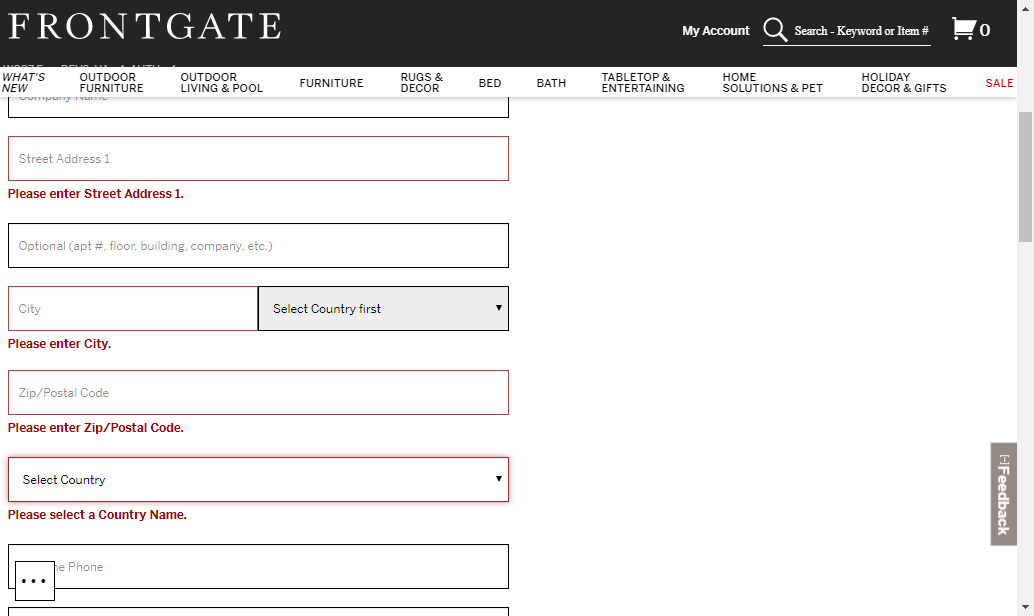 FRONTGATE
My Account
Search - Keyword or Item #
0
WHAT'S NEW
OUTDOOR FURNITURE
OUTDOOR LIVING & POOL
FURNITURE
RUGS & DECOR
BED
BATH
TABLETOP & ENTERTAINING
HOME SOLUTIONS & PET
HOLIDAY DECOR & GIFTS
SALE
Company Name
Street Address 1
Please enter Street Address 1.
Optional (apt #, floor, building, company, etc.)
City
Select Country first
Please enter City.
Zip/Postal Code
Please enter Zip/Postal Code.
Select Country
Please select a Country Name.
Phone
[-] Feedback